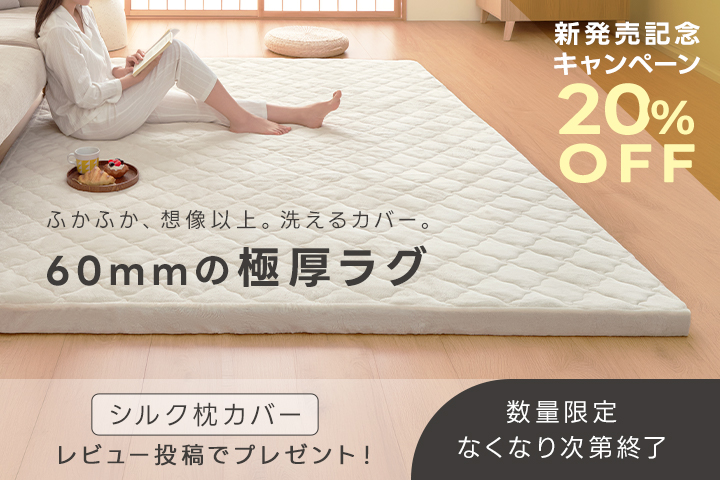 新発売記念
キャンペーン
20%
OFF
ふかふか、想像以上。洗えるカバー。
60mmの極厚ラグ
シルク枕カバー
レビュー投稿でプレゼント!
数量限定
なくなり次第終了